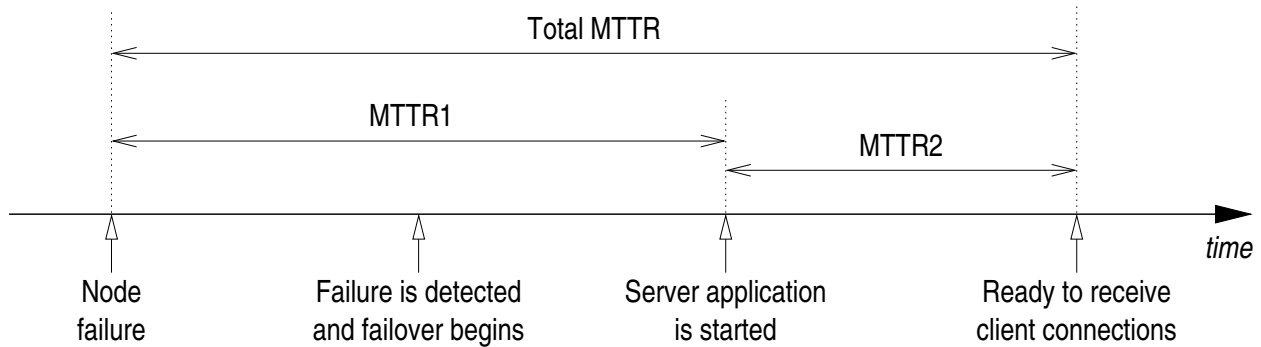 Total MTTR
MTTR1
MTTR2
time
Node
failure
Failure is detected
and failover begins
Server application
is started
Ready to receive
client connections